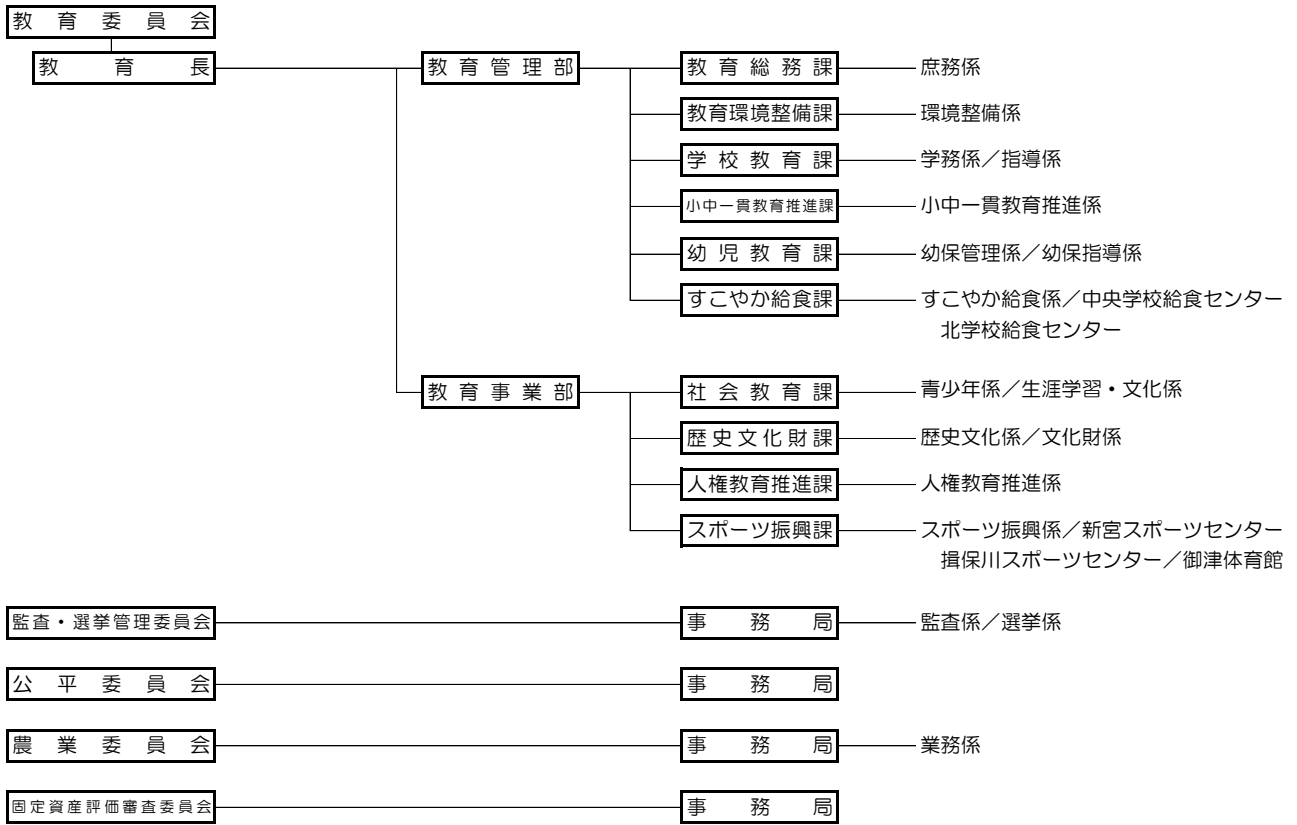 教育委員会
教育長 教育管理部 教育総務課 庶務係
教育環境整備課 環境整備係
学校教育課 学務係／指導係
小中一貫教育推進課 小中一貫教育推進係
幼児教育課 幼保管理係／幼保指導係
すこやか給食課 すこやか給食係／中央学校給食センター
北学校給食センター
教育事業部 社会教育課 青少年係／生涯学習・文化係
歴史文化財課 歴史文化係／文化財係
人権教育推進課 人権教育推進係
スポーツ振興課 スポーツ振興係／新宮スポーツセンター
揖保川スポーツセンター／御津体育館
監査・選挙管理委員会 事務局 監査係／選挙係
公平委員会 事務局
農業委員会 事務局 業務係
固定資産評価審査委員会 事務局